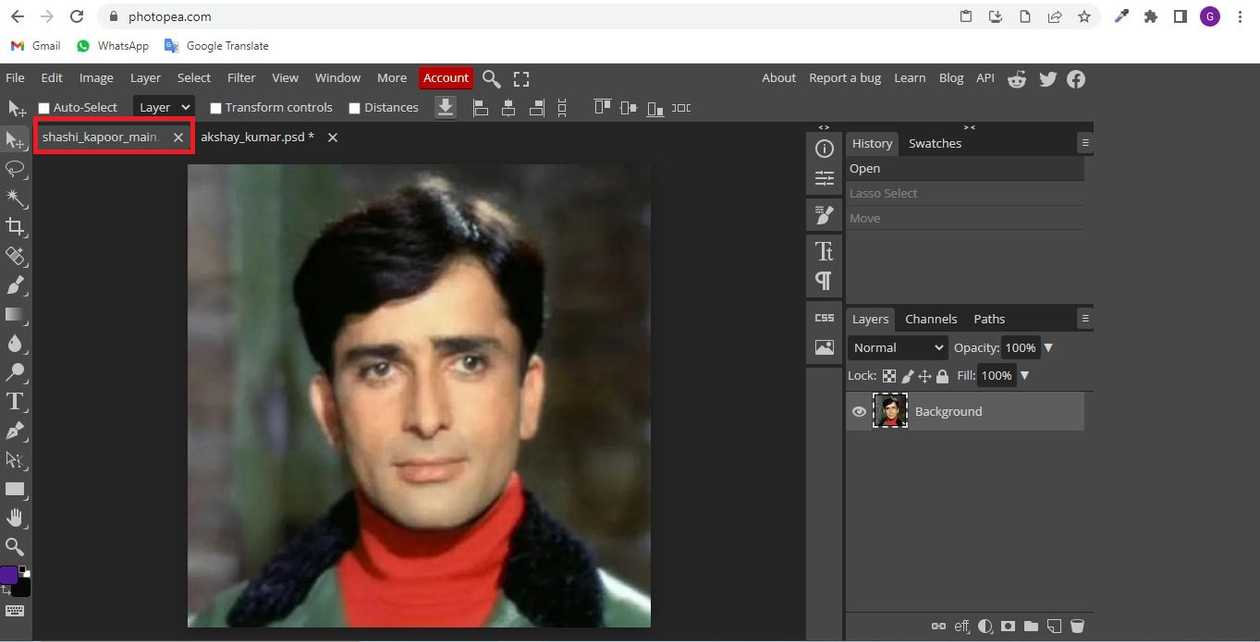 photopea.com
G
Gmail WhatsApp Google Translate
File Edit Image Layer Select Filter View Window More Account About Report a bug Learn Blog API
Auto-Select Layer Transform controls Distances
shashi_kapoor_main. akshay_kumar.psd *
History Swatches
Open
Lasso Select
Move
CSS
Layers Channels Paths
Normal Opacity: 100%
Lock: Fill: 100%
Background
eff